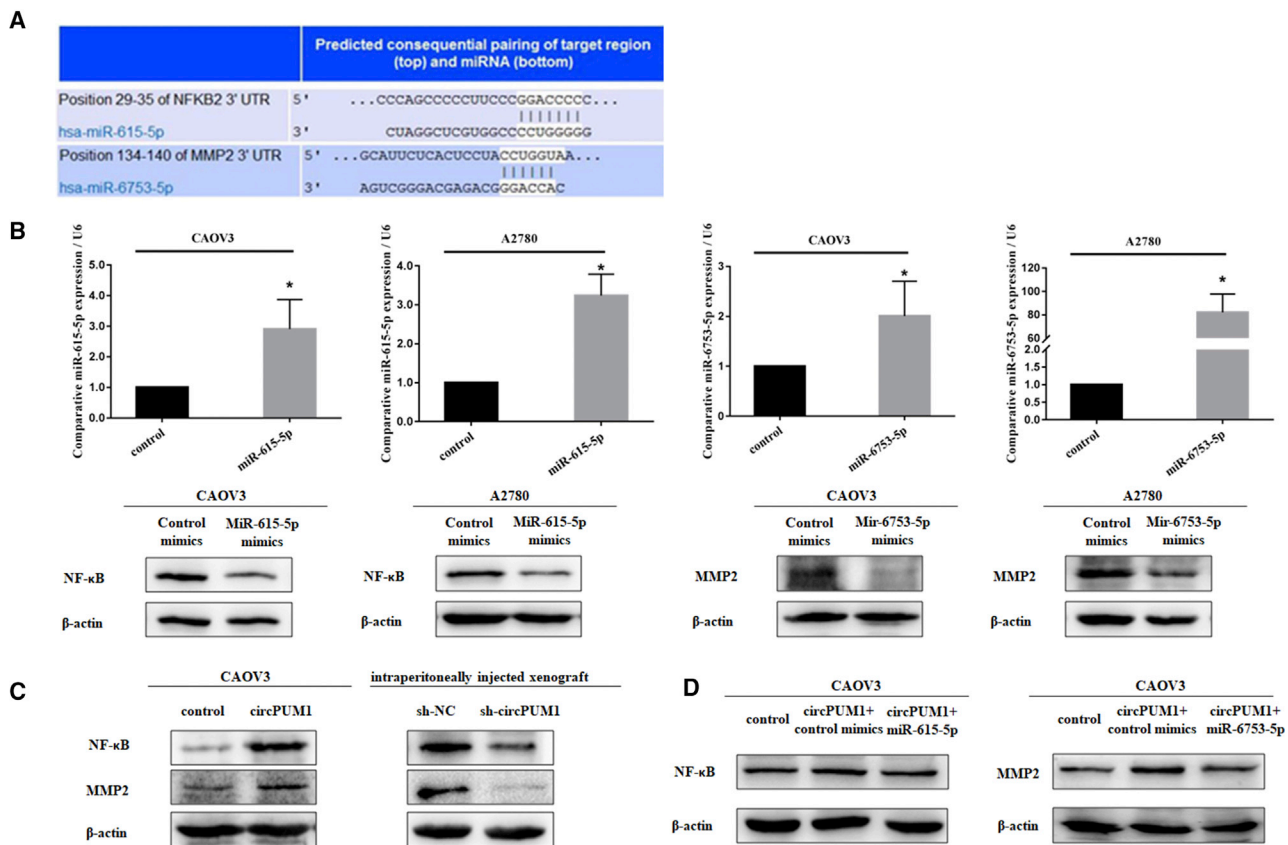 A
Predicted consequential pairing of target region
(top) and miRNA (bottom)
Position 29-35 of NFKB2 3' UTR 5' ...CCCAGCCCCCUUCCCGGACCCCC...
hsa-miR-615-5p 3' CUAGGCUCGUGGCCCCUGGGGG
Position 134-140 of MMP2 3' UTR 5' ...GCAUUCUCACUCCUACCUGGUAA...
hsa-miR-6753-5p 3' AGUCGGGACGAGACGGGACCAC
B
Comparative miR-615-5p expression / U6
CAOV3
5.0
4.0
3.0
2.0
1.0
0.0
*
control
miR-615-5p
Comparative miR-615-5p expression / U6
A2780
4.0
3.0
2.0
1.0
0.0
*
control
miR-615-5p
Comparative miR-6753-5p expression / U6
CAOV3
3
2
1
0
*
control
miR-6753-5p
Comparative miR-6753-5p expression / U6
A2780
120
100
80
60
2.0
1.5
1.0
0.5
0.0
*
control
miR-6753-5p
CAOV3
Control MiR-615-5p
mimics mimics
NF-κB
β-actin
A2780
Control MiR-615-5p
mimics mimics
NF-κB
β-actin
CAOV3
Control Mir-6753-5p
mimics mimics
MMP2
β-actin
A2780
Control Mir-6753-5p
mimics mimics
MMP2
β-actin
C
CAOV3
control circPUM1
intraperitoneally injected xenograft
sh-NC sh-circPUM1
NF-κB
MMP2
β-actin
D
CAOV3
control circPUM1+ circPUM1+
control mimics miR-615-5p
NF-κB
β-actin
CAOV3
control circPUM1+ circPUM1+
control mimics miR-6753-5p
MMP2
β-actin